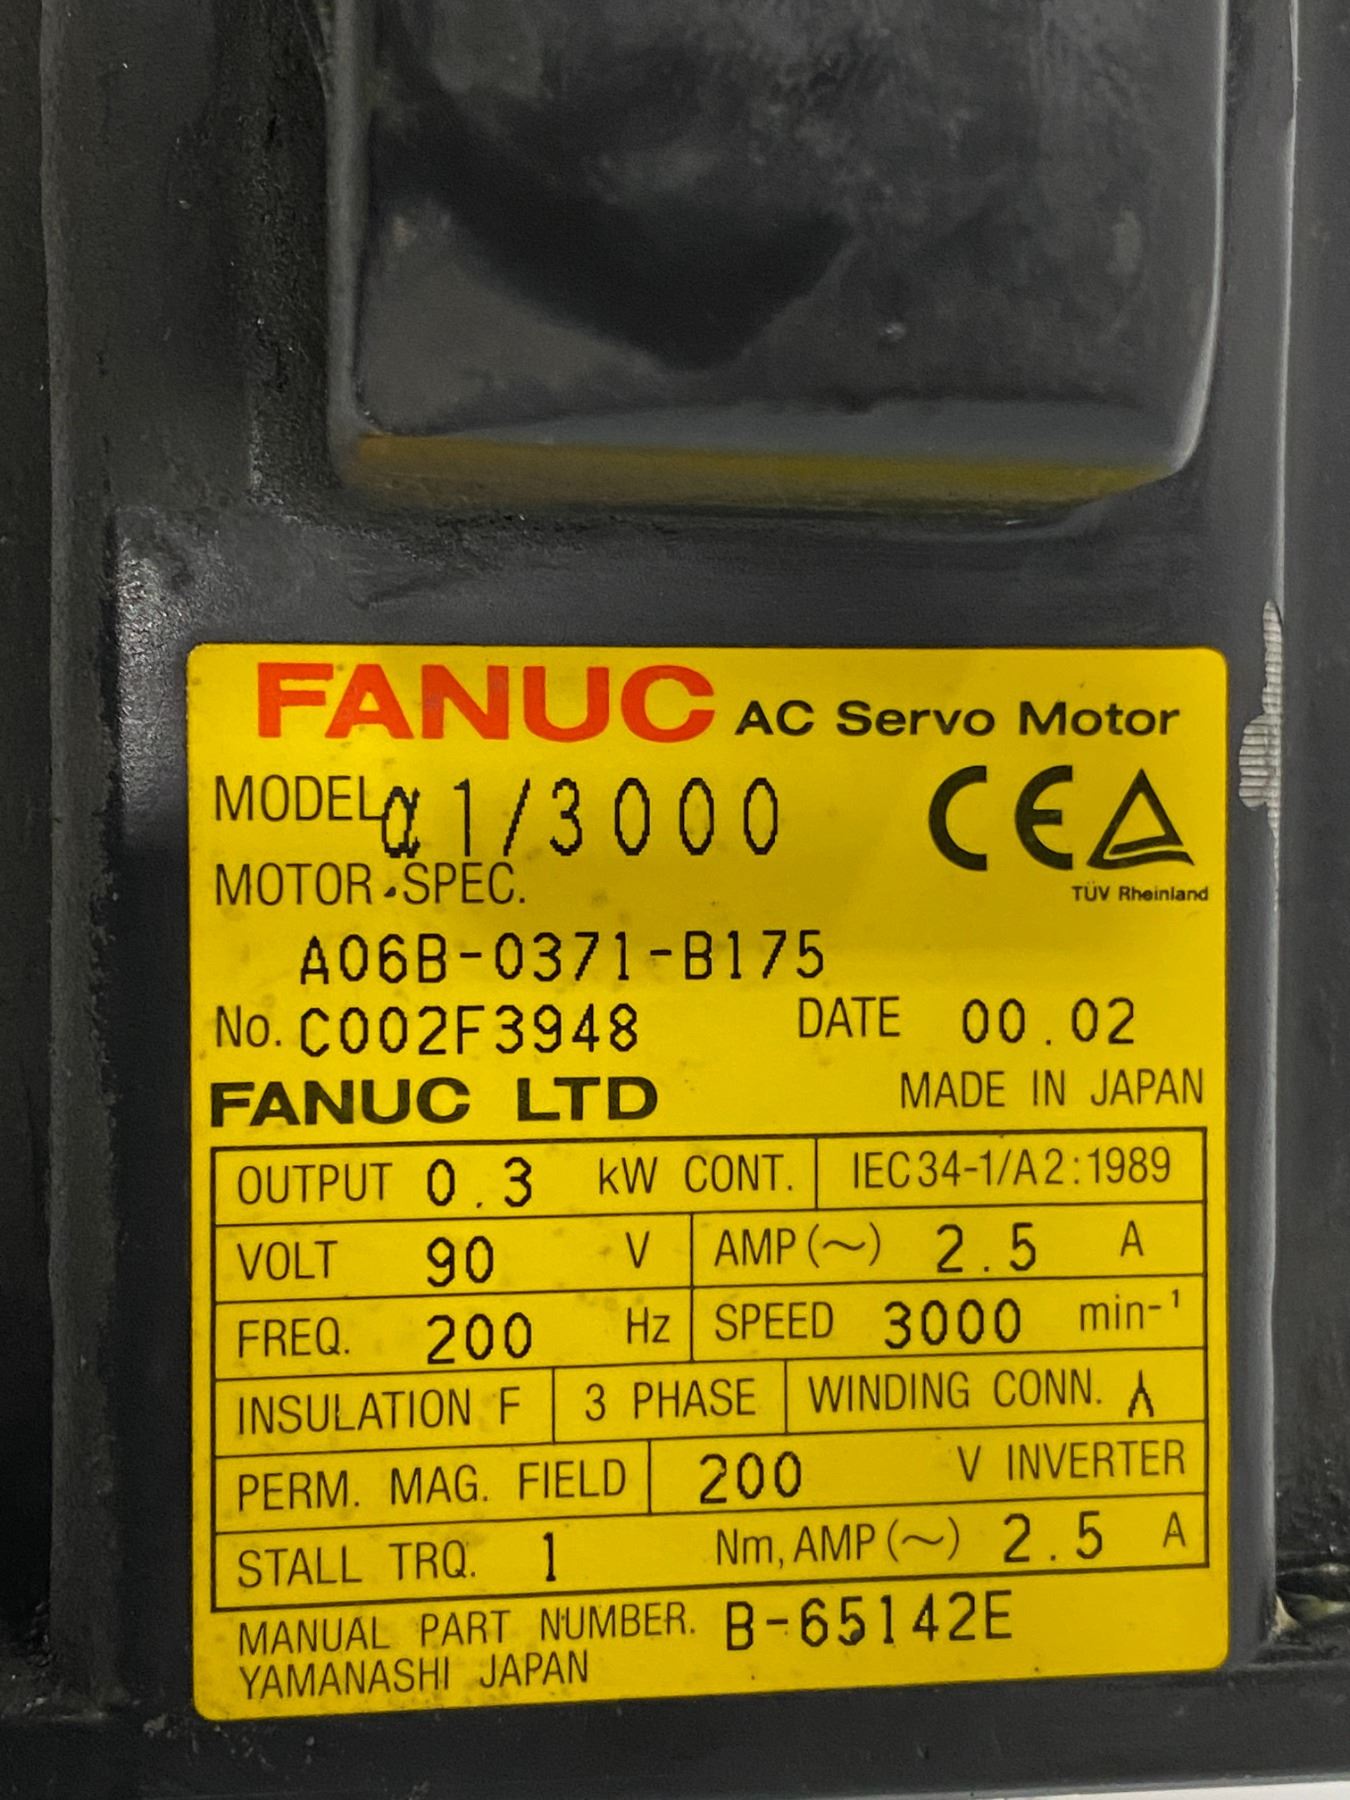 FANUC AC Servo Motor
MODEL α1/3000
CE
TÜV Rheinland
MOTOR SPEC.
A06B-0371-B175
No. C002F3948 DATE 00.02
FANUC LTD MADE IN JAPAN
OUTPUT 0.3 kW CONT. IEC34-1/A2:1989
VOLT 90 V AMP(~) 2.5 A
FREQ. 200 Hz SPEED 3000 min-¹
INSULATION F 3 PHASE WINDING CONN. ⅄
PERM. MAG. FIELD 200 V INVERTER
STALL TRQ. 1 Nm, AMP(~) 2.5 A
MANUAL PART NUMBER. B-65142E
YAMANASHI JAPAN